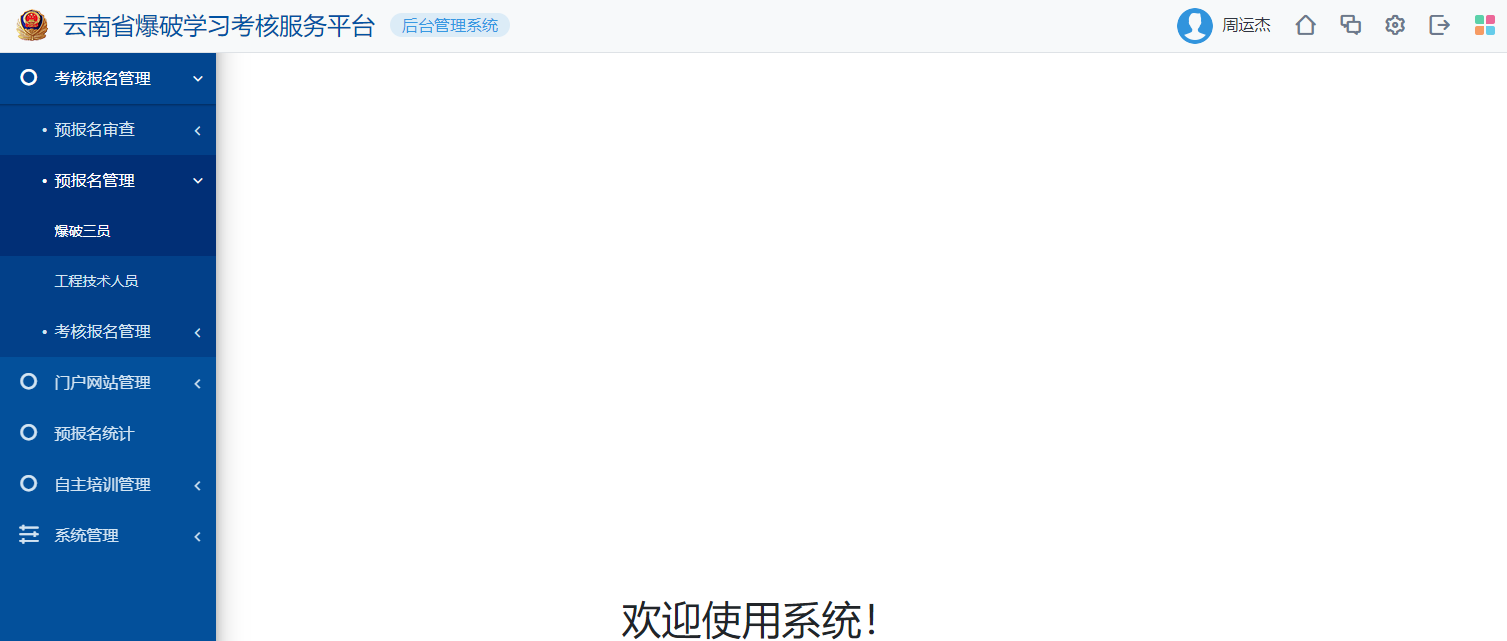 云南省爆破学习考核服务平台
后台管理系统
周运杰
考核报名管理
预报名审查
预报名管理
爆破三员
工程技术人员
考核报名管理
门户网站管理
预报名统计
自主培训管理
系统管理
欢迎使用系统！